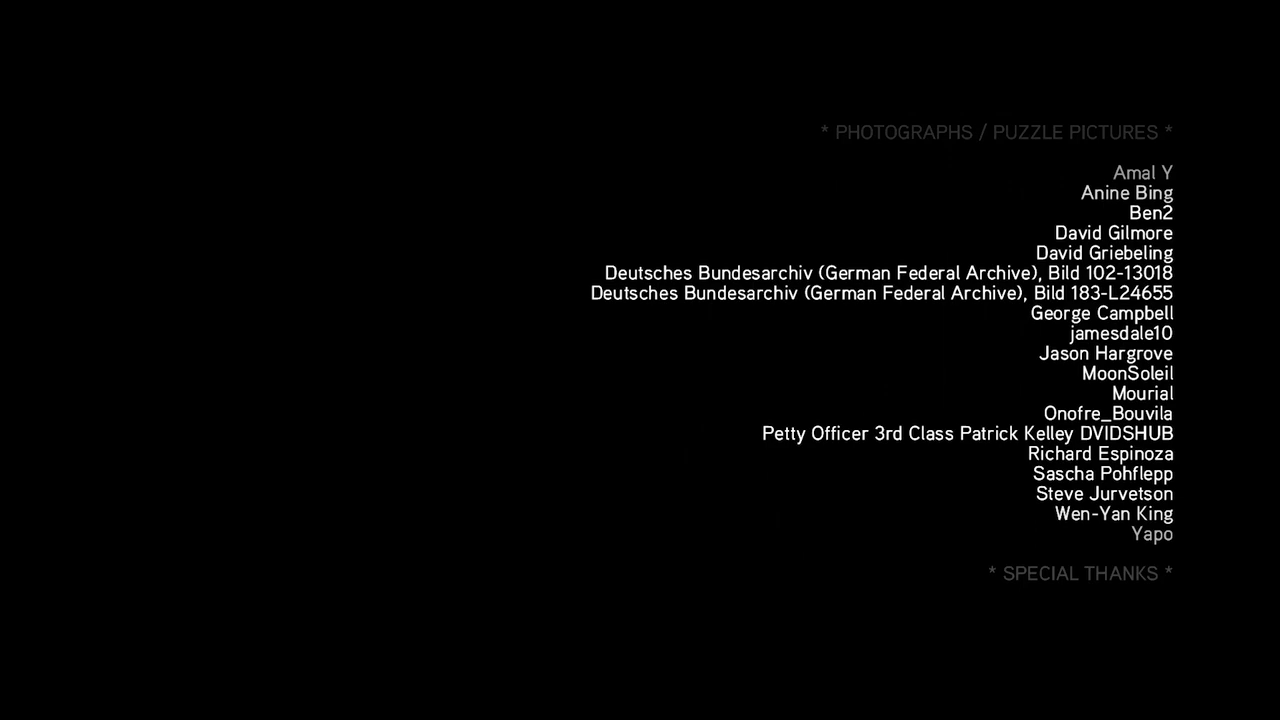 * PHOTOGRAPHS / PUZZLE PICTURES *
Amal Y
Anine Bing
Ben2
David Gilmore
David Griebeling
Deutsches Bundesarchiv (German Federal Archive), Bild 102-13018
Deutsches Bundesarchiv (German Federal Archive), Bild 183-L24655
George Campbell
jamesdale10
Jason Hargrove
MoonSoleil
Mourial
Onofre_Bouvila
Petty Officer 3rd Class Patrick Kelley DVIDSHUB
Richard Espinoza
Sascha Pohflepp
Steve Jurvetson
Wen-Yan King
Yapo
* SPECIAL THANKS *